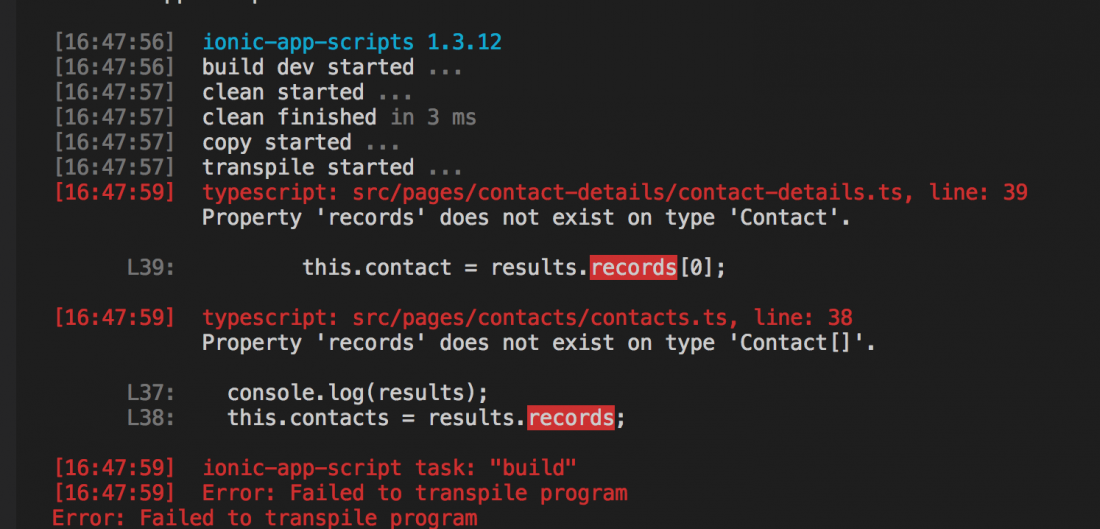 [16:47:56] ionic-app-scripts 1.3.12
[16:47:56] build dev started ...
[16:47:57] clean started ...
[16:47:57] clean finished in 3 ms
[16:47:57] copy started ...
[16:47:57] transpile started ...
[16:47:59] typescript: src/pages/contact-details/contact-details.ts, line: 39
Property 'records' does not exist on type 'Contact'.
L39: this.contact = results.records[0];
[16:47:59] typescript: src/pages/contacts/contacts.ts, line: 38
Property 'records' does not exist on type 'Contact[]'.
L37: console.log(results);
L38: this.contacts = results.records;
[16:47:59] ionic-app-script task: "build"
[16:47:59] Error: Failed to transpile program
Error: Failed to transpile program